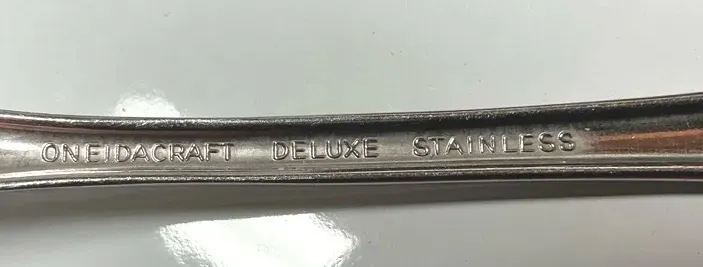 ONEIDACRAFT DELUXE STAINLESS